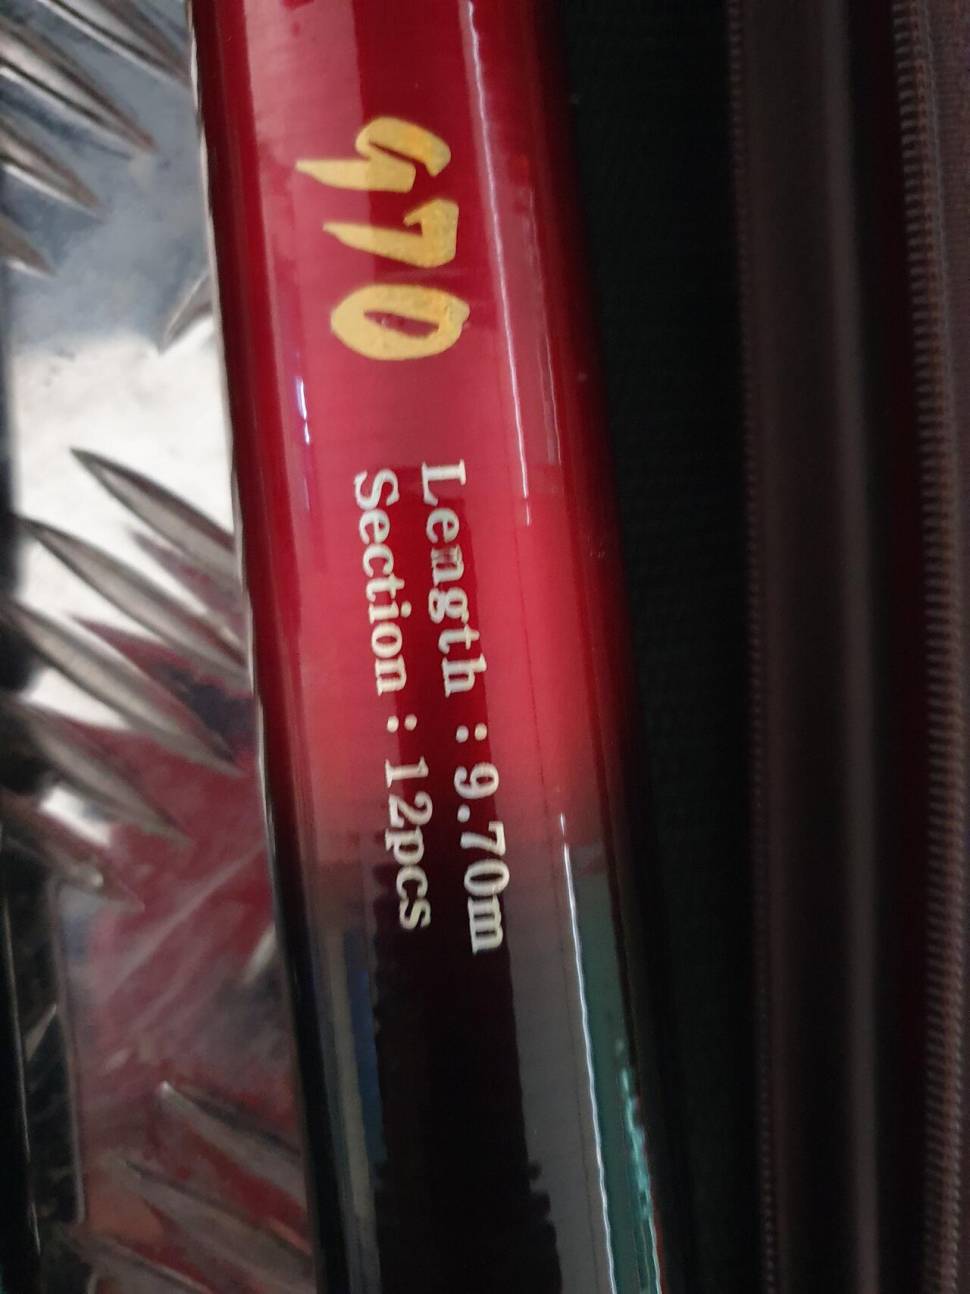 970
Length : 9.70m
Section : 12pcs